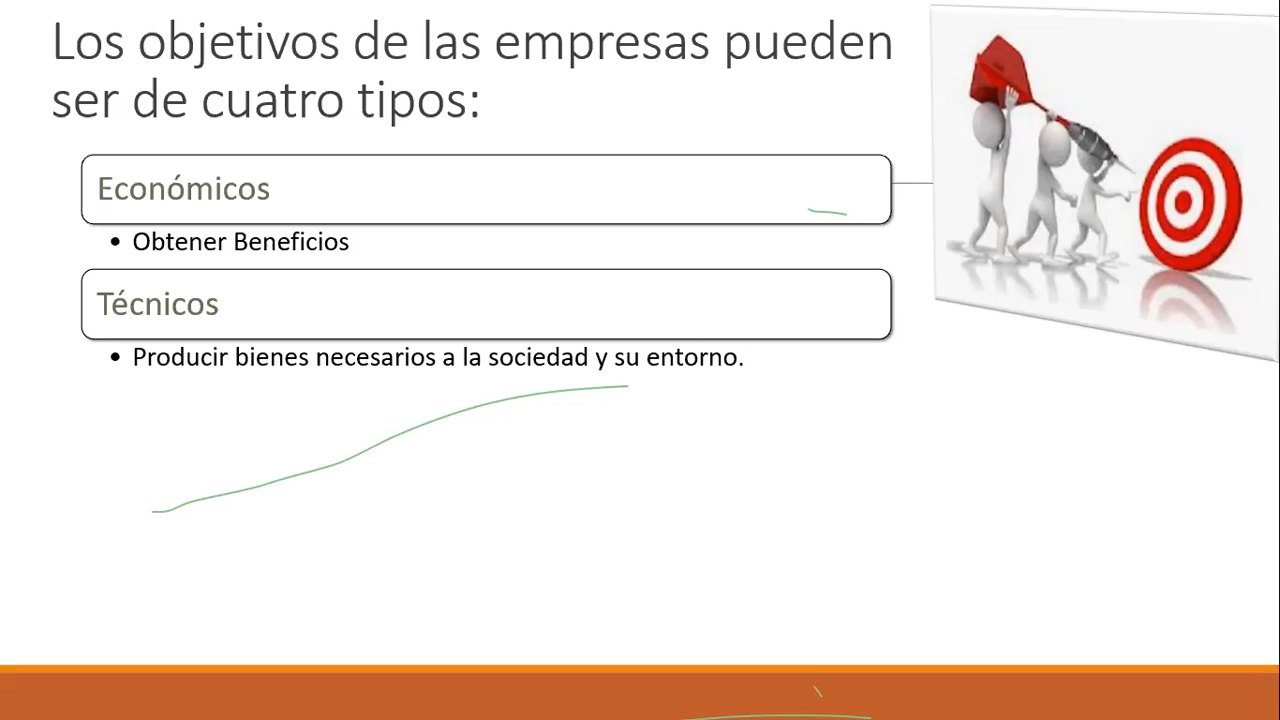 Los objetivos de las empresas pueden
ser de cuatro tipos:
Económicos
• Obtener Beneficios
Técnicos
• Producir bienes necesarios a la sociedad y su entorno.